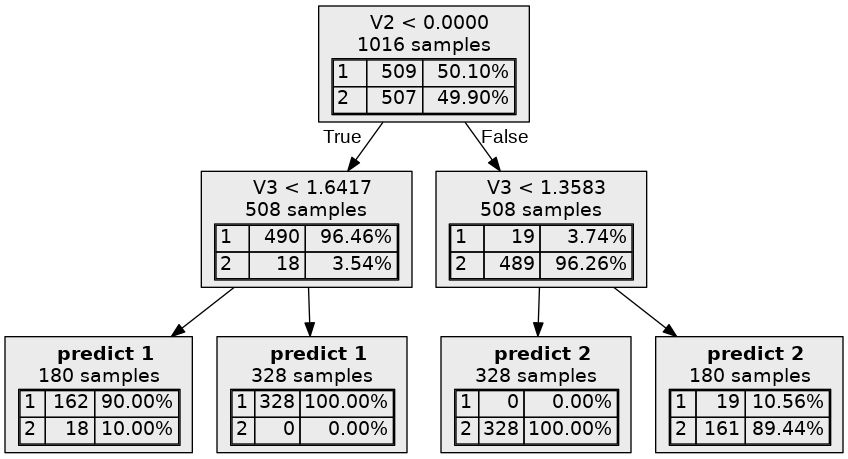 V2 < 0.0000
1016 samples
1 509 50.10%
2 507 49.90%
True
False
V3 < 1.6417
508 samples
1 490 96.46%
2 18 3.54%
V3 < 1.3583
508 samples
1 19 3.74%
2 489 96.26%
predict 1
180 samples
1 162 90.00%
2 18 10.00%
predict 1
328 samples
1 328 100.00%
2 0 0.00%
predict 2
328 samples
1 0 0.00%
2 328 100.00%
predict 2
180 samples
1 19 10.56%
2 161 89.44%